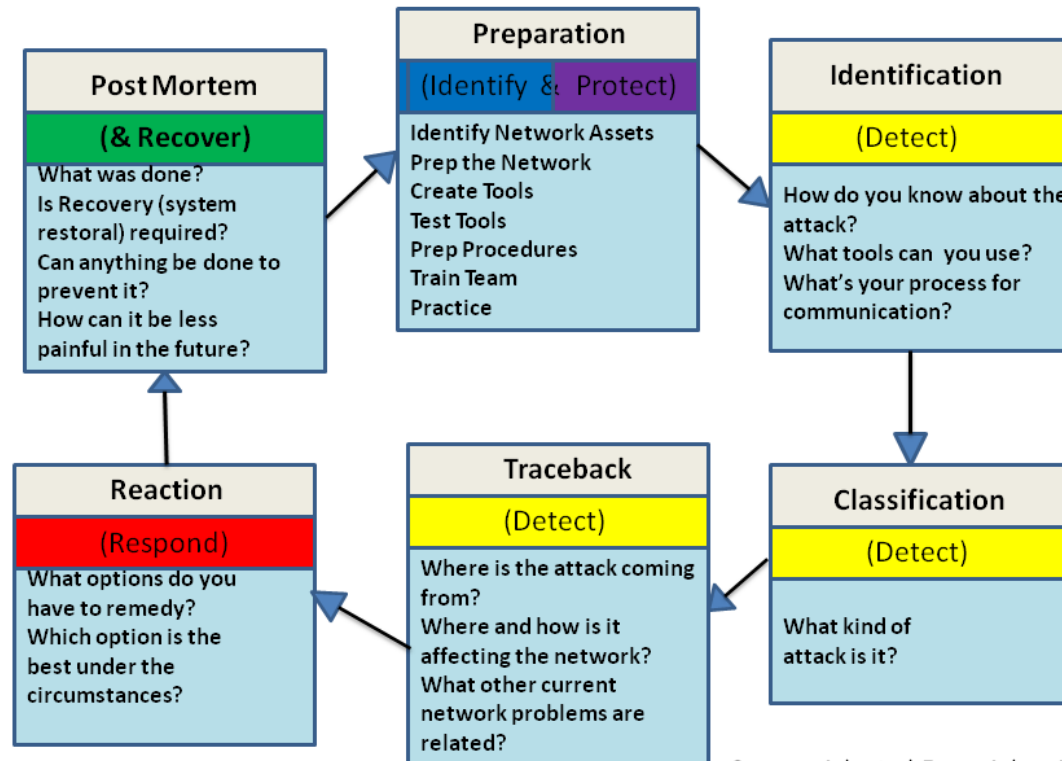 Preparation
(Identify & Protect)
Identify Network Assets
Prep the Network
Create Tools
Test Tools
Prep Procedures
Train Team
Practice
Identification
(Detect)
How do you know about the
attack?
What tools can you use?
What's your process for
communication?
Classification
(Detect)
What kind of
attack is it?
Traceback
(Detect)
Where is the attack coming
from?
Where and how is it
affecting the network?
What other current
network problems are
related?
Reaction
(Respond)
What options do you
have to remedy?
Which option is the
best under the
circumstances?
Post Mortem
(& Recover)
What was done?
Is Recovery (system
restoral) required?
Can anything be done to
prevent it?
How can it be less
painful in the future?